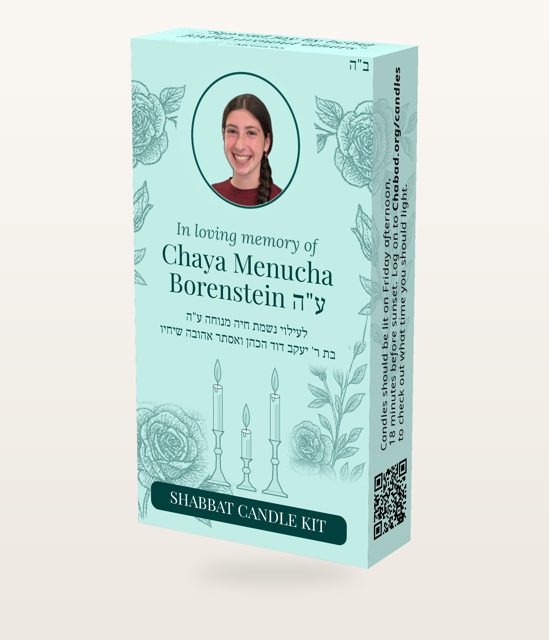 ב"ה
In loving memory of
Chaya Menucha
Borenstein ע"ה
לעילוי נשמת חיה מנוחה ע"ה
בת ר' יעקב דוד הכהן ואסתר אהובה שיחיו
SHABBAT CANDLE KIT
Candles should be lit on Friday afternoon,
18 minutes before sunset. Log on to Chabad.org/candles
to check out what time you should light.